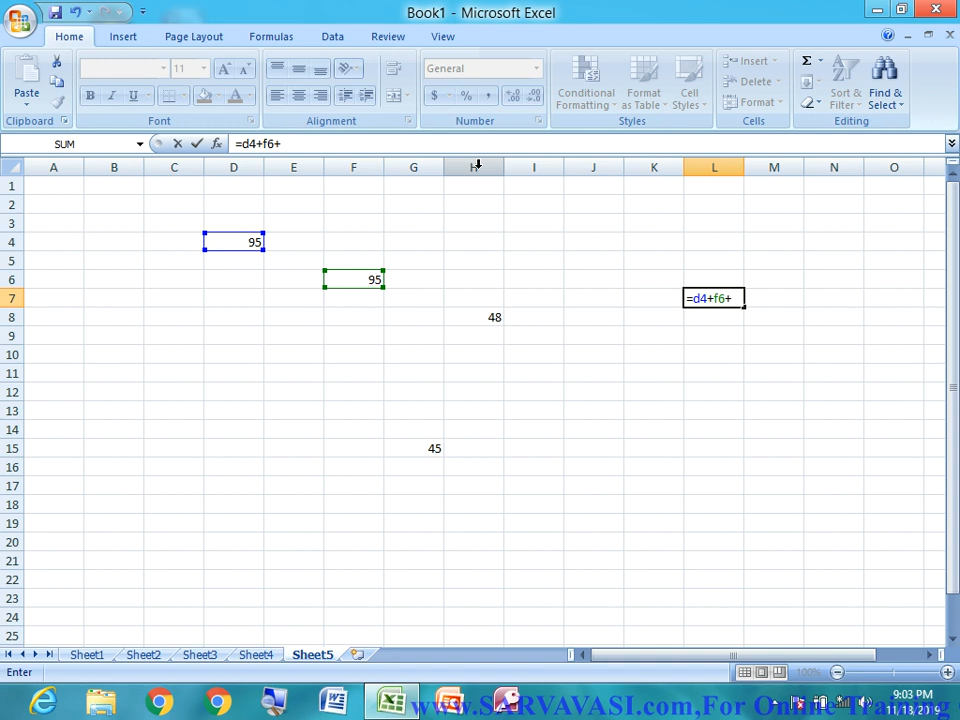 Book1 - Microsoft Excel
Home Insert Page Layout Formulas Data Review View
Paste
11
General
Conditional Formatting
Format as Table
Cell Styles
Insert
Delete
Format
Sort & Filter
Find & Select
Clipboard Font Alignment Number Styles Cells Editing
SUM
=d4+f6+
A B C D E F G H I J K L M N O
1
2
3
4 95
5
6 95
7 =d4+f6+
8 48
9
10
11
12
13
14
15 45
16
17
18
19
20
21
22
23
24
25
Sheet1 Sheet2 Sheet3 Sheet4 Sheet5
Enter
100%
9:03 PM
11/13/2019
www.SARVAVASI.com,For Online Training